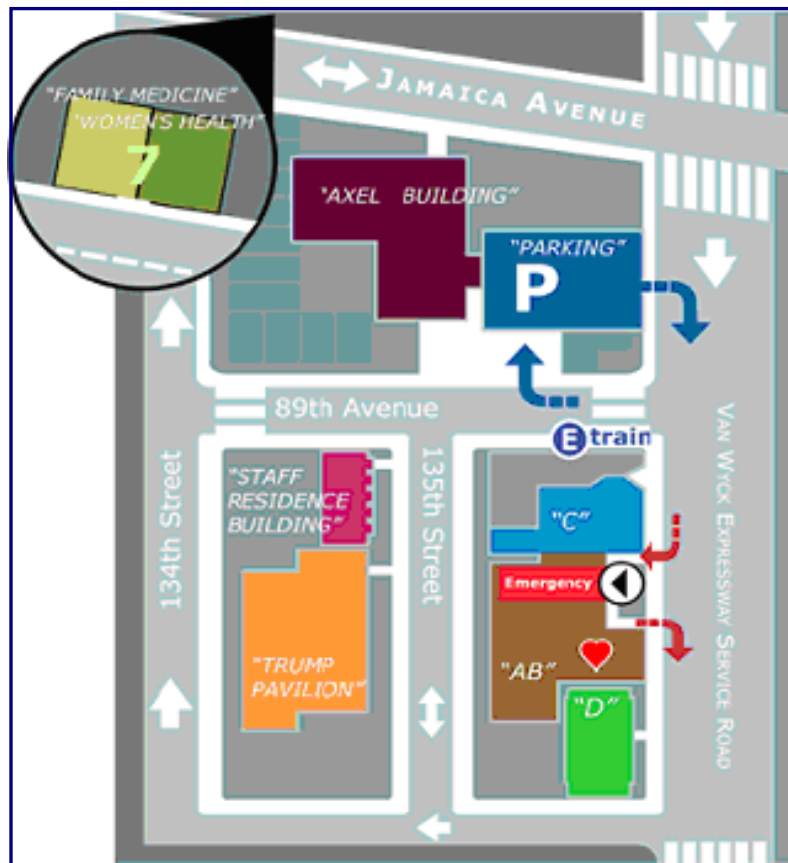 "FAMILY MEDICINE"
"WOMEN'S HEALTH"
7
JAMAICA AVENUE
"AXEL BUILDING"
"PARKING"
P
89th Avenue
E train
"STAFF
RESIDENCE
BUILDING"
134th Street
135th Street
"C"
VAN WYCK EXPRESSWAY SERVICE ROAD
Emergency
"TRUMP
PAVILION"
"AB"
"D"